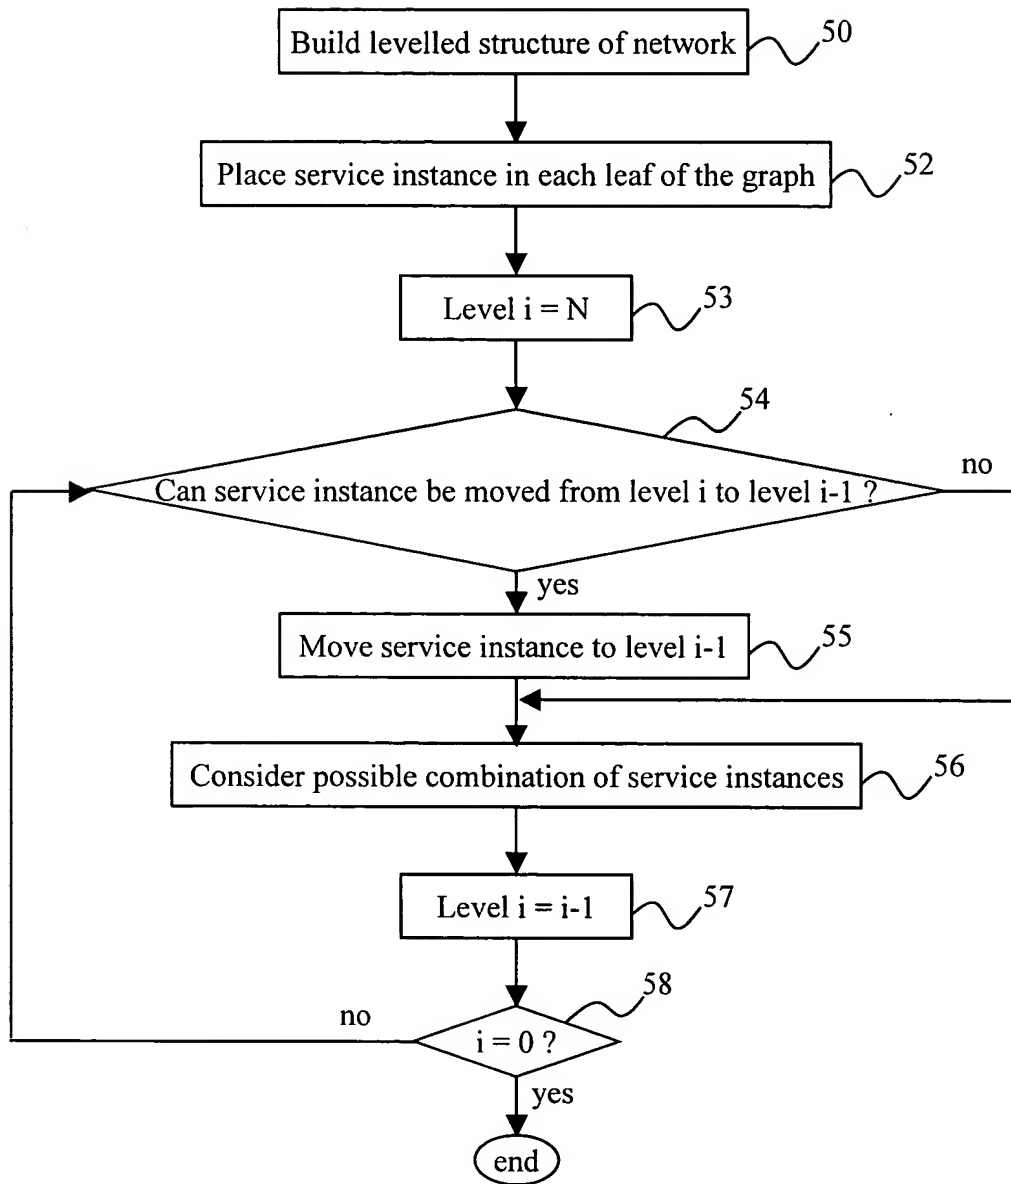 Build levelled structure of network
50
Place service instance in each leaf of the graph
52
Level i = N
53
54
Can service instance be moved from level i to level i-1 ?
no
yes
Move service instance to level i-1
55
Consider possible combination of service instances
56
Level i = i-1
57
58
i = 0 ?
no
yes
end